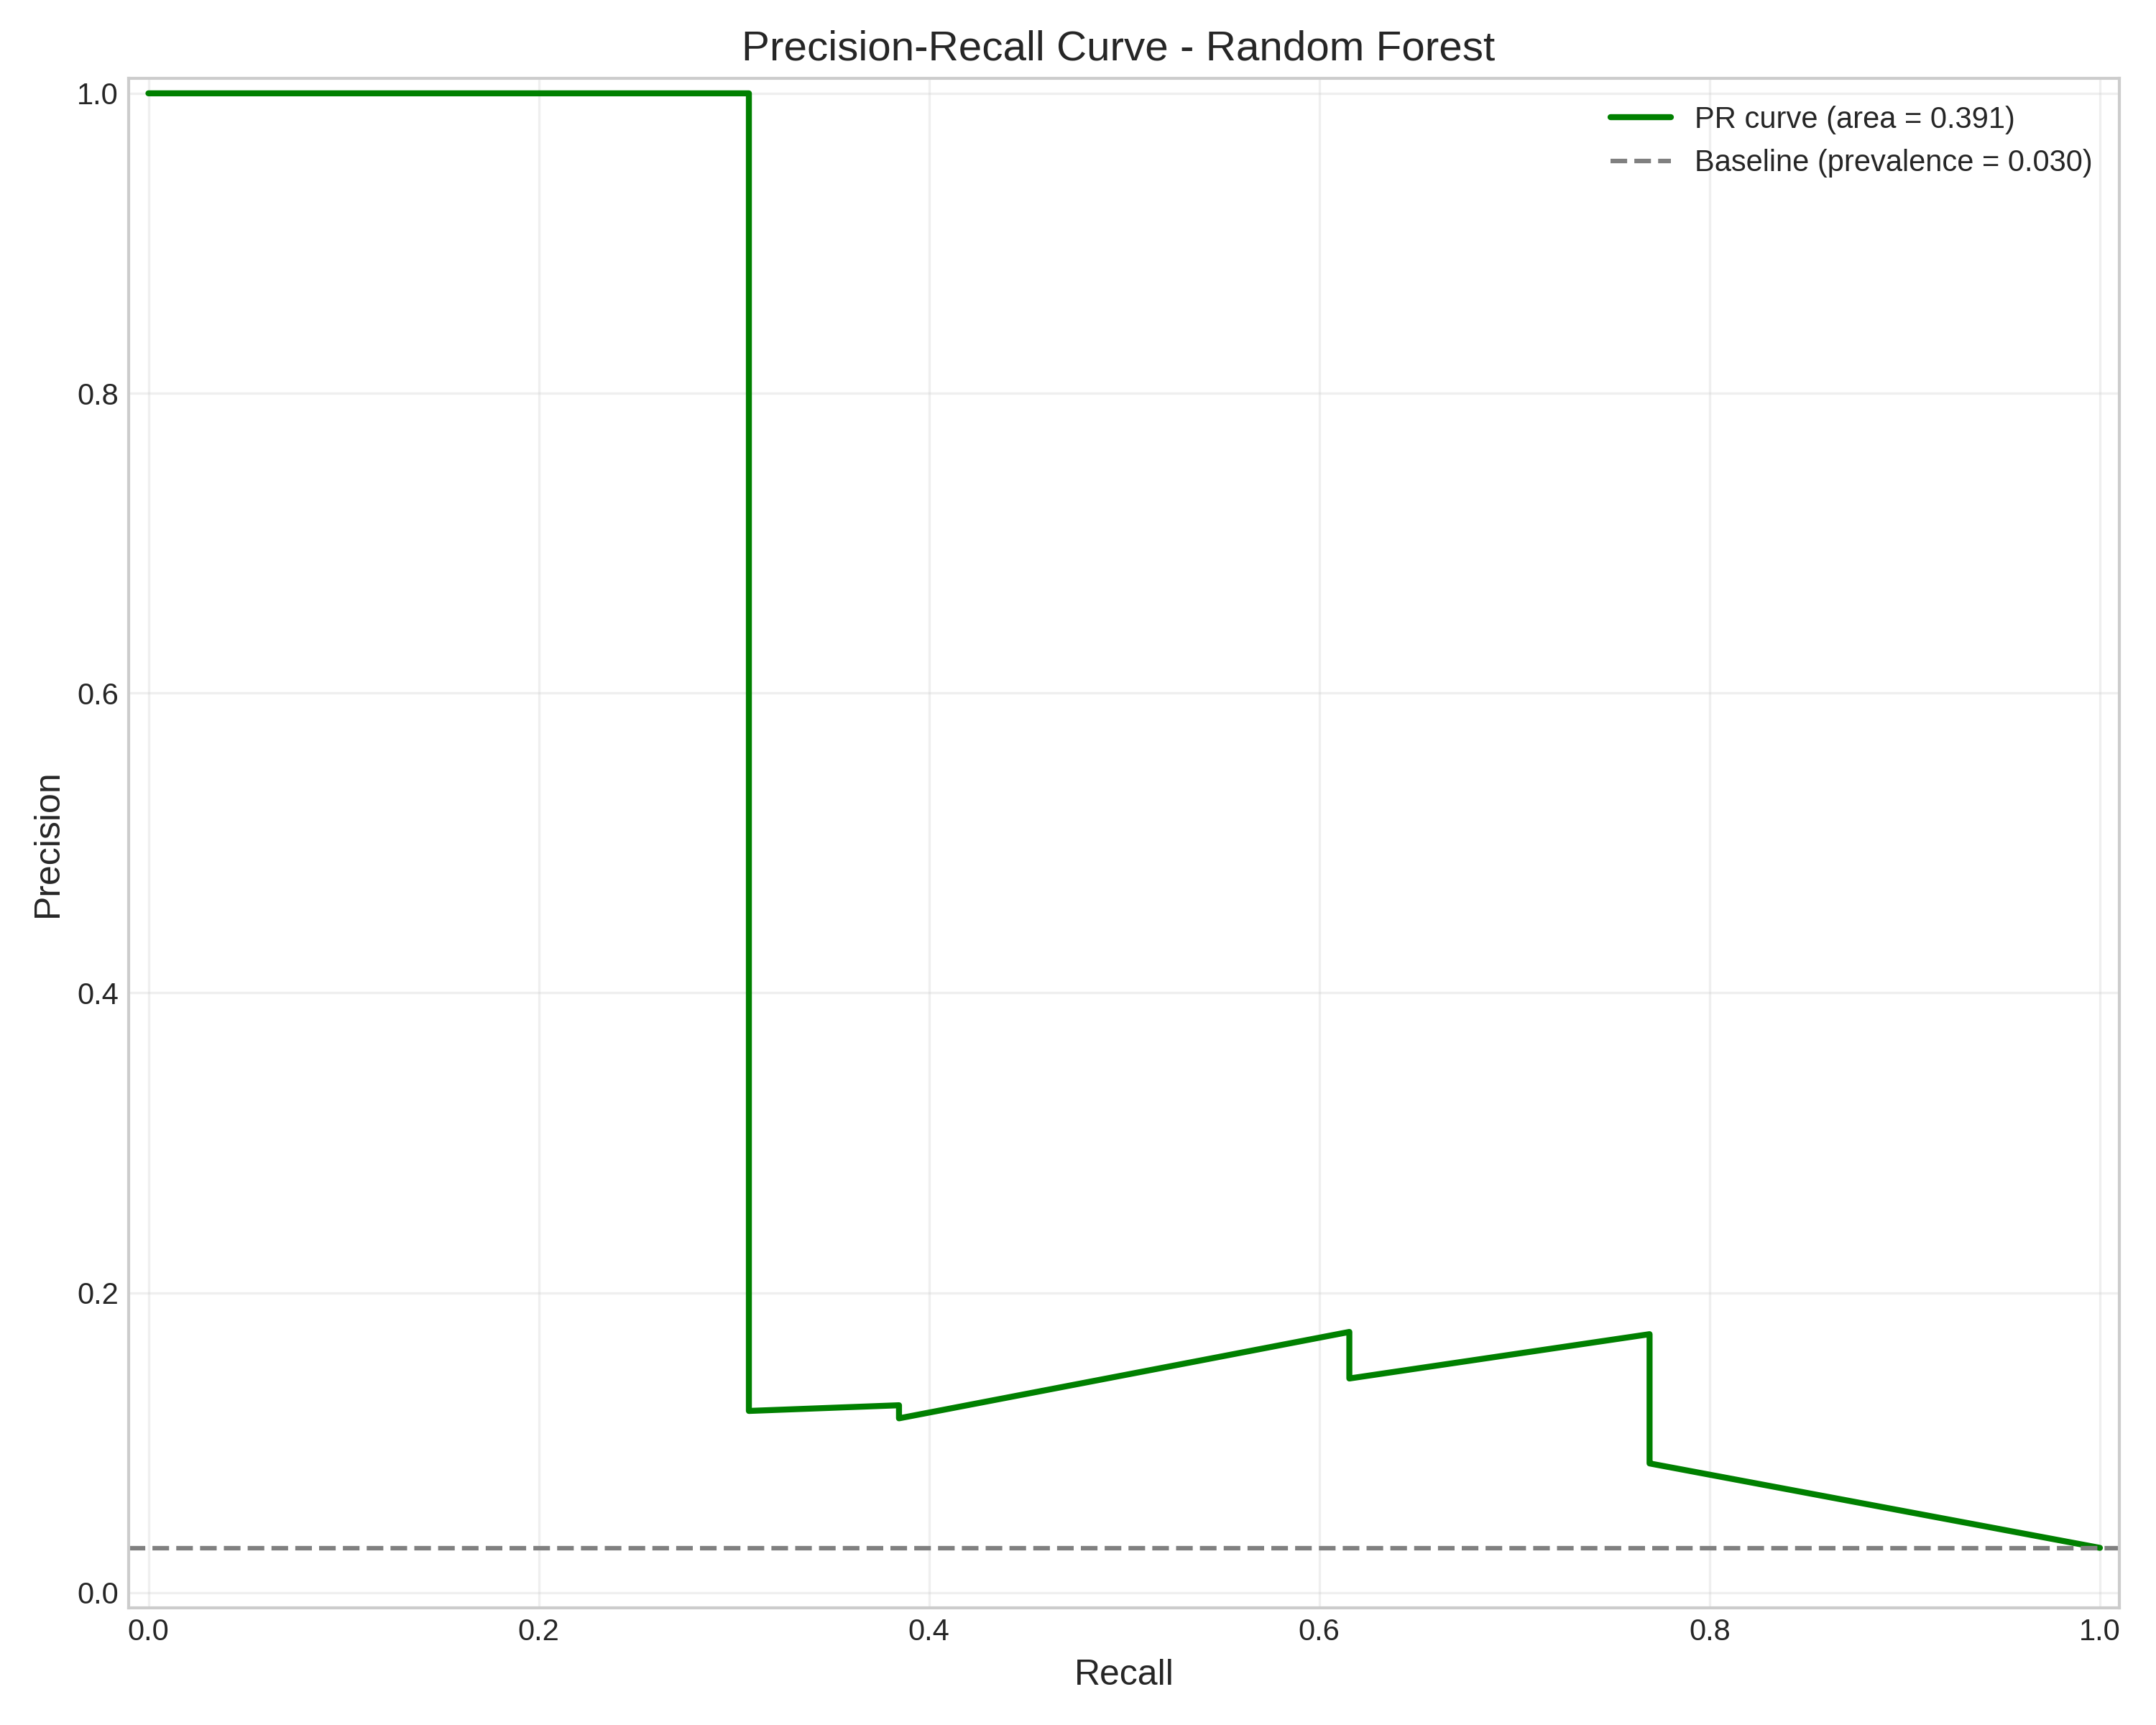 Precision-Recall Curve - Random Forest
PR curve (area = 0.391)
Baseline (prevalence = 0.030)
Precision
1.0
0.8
0.6
0.4
0.2
0.0
0.0 0.2 0.4 0.6 0.8 1.0
Recall